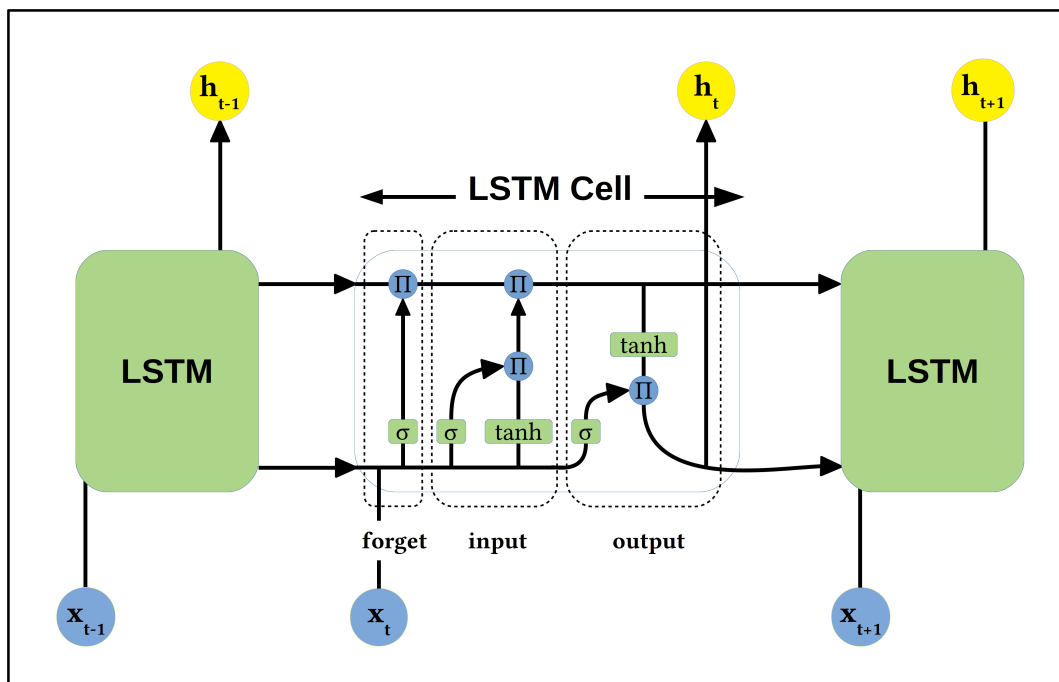 h t-1
h t
h t+1
LSTM Cell
Π Π
LSTM
tanh
Π
LSTM
Π
σ σ tanh σ
forget input output
x t-1
x t
x t+1